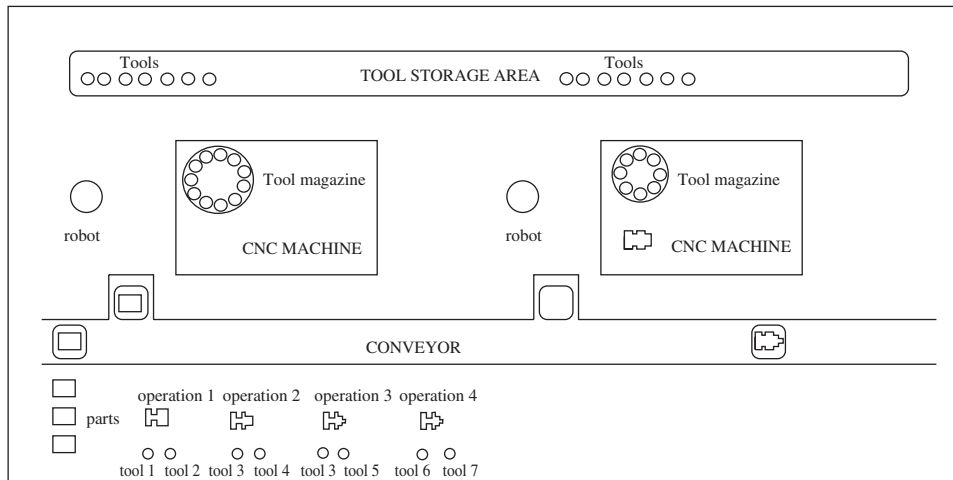 Tools
Tools
TOOL STORAGE AREA
Tool magazine
Tool magazine
robot
robot
CNC MACHINE
CNC MACHINE
CONVEYOR
operation 1 operation 2 operation 3 operation 4
parts
tool 1 tool 2 tool 3 tool 4 tool 3 tool 5 tool 6 tool 7